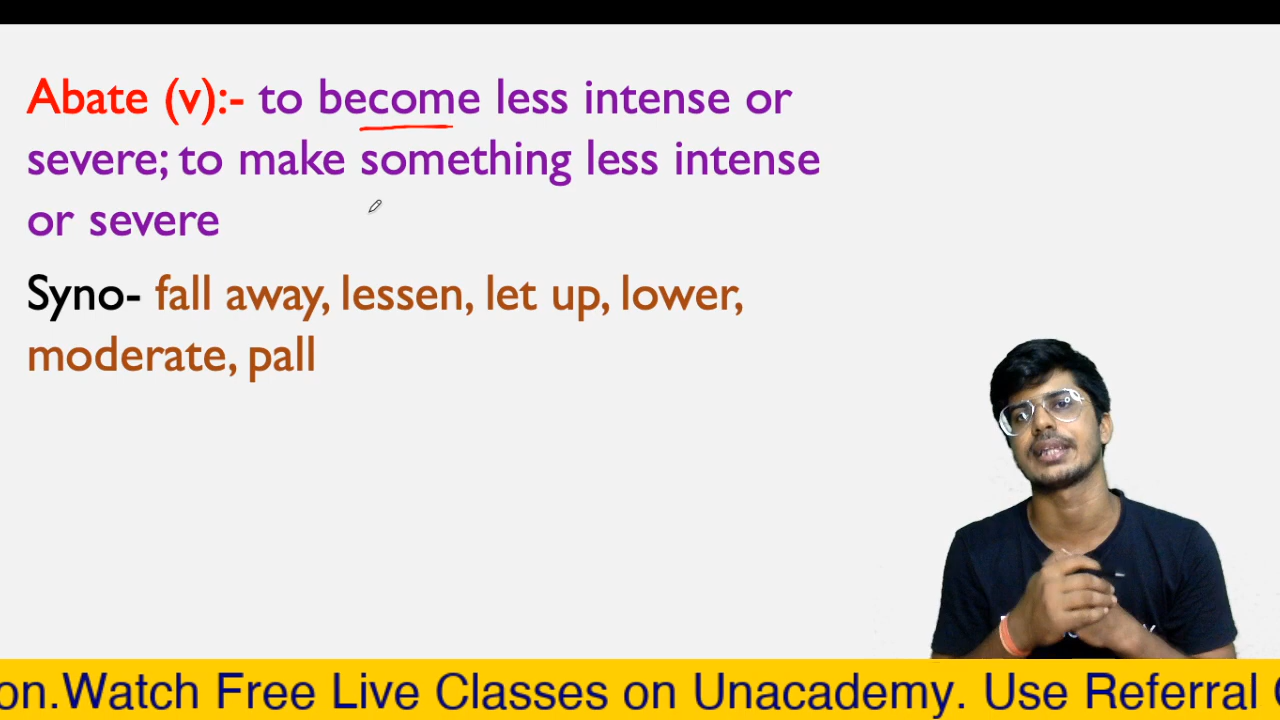 Abate (v):- to become less intense or
severe; to make something less intense
or severe
Syno- fall away, lessen, let up, lower,
moderate, pall
on.Watch Free Live Classes on Unacademy. Use Referral